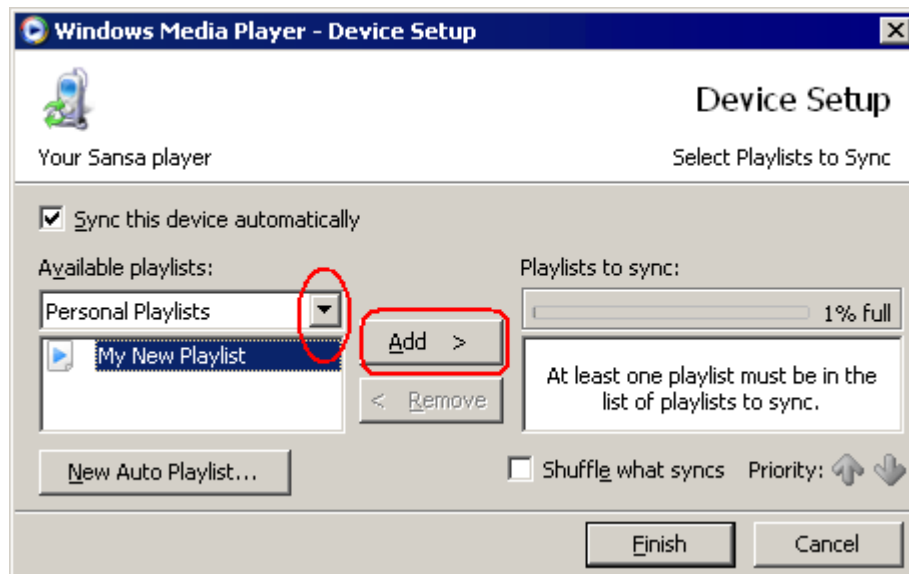 Windows Media Player - Device Setup
Device Setup
Your Sansa player
Select Playlists to Sync
Sync this device automatically
Available playlists:
Personal Playlists
My New Playlist
New Auto Playlist...
Add >
< Remove
Playlists to sync:
1% full
At least one playlist must be in the
list of playlists to sync.
Shuffle what syncs
Priority:
Finish
Cancel